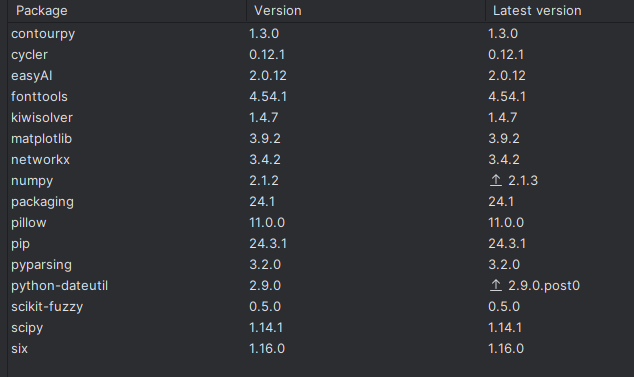 Package Version Latest version
contourpy 1.3.0 1.3.0
cycler 0.12.1 0.12.1
easyAI 2.0.12 2.0.12
fonttools 4.54.1 4.54.1
kiwisolver 1.4.7 1.4.7
matplotlib 3.9.2 3.9.2
networkx 3.4.2 3.4.2
numpy 2.1.2 2.1.3
packaging 24.1 24.1
pillow 11.0.0 11.0.0
pip 24.3.1 24.3.1
pyparsing 3.2.0 3.2.0
python-dateutil 2.9.0 2.9.0.post0
scikit-fuzzy 0.5.0 0.5.0
scipy 1.14.1 1.14.1
six 1.16.0 1.16.0